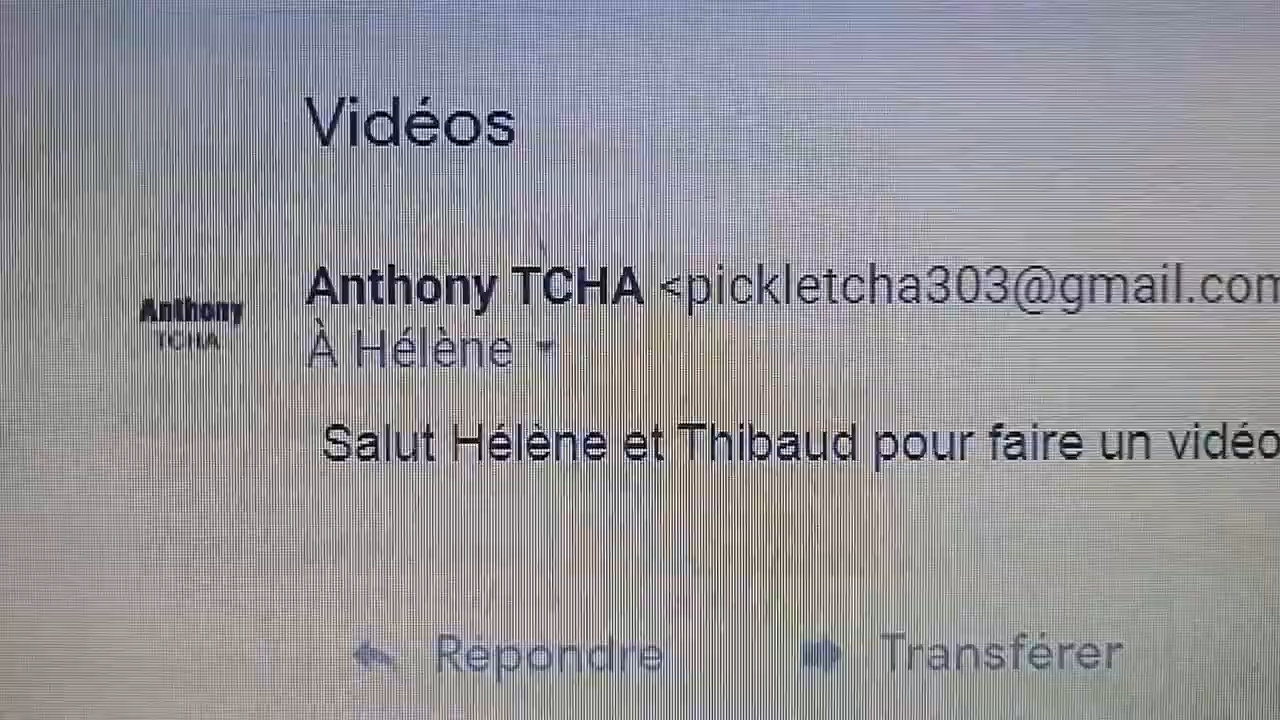 Vidéos
Anthony TCHA <pickletcha303@gmail.com
Anthony
TCHA
À Hélène
Salut Hélène et Thibaud pour faire un vidéo
Répondre
Transférer